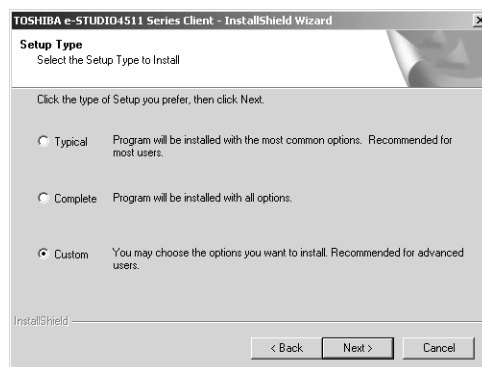 TOSHIBA e-STUDIO4511 Series Client - InstallShield Wizard
Setup Type
Select the Setup Type to Install
Click the type of Setup you prefer, then click Next.
Typical Program will be installed with the most common options. Recommended for
most users.
Complete Program will be installed with all options.
Custom You may choose the options you want to install. Recommended for advanced
users.
InstallShield
< Back Next > Cancel